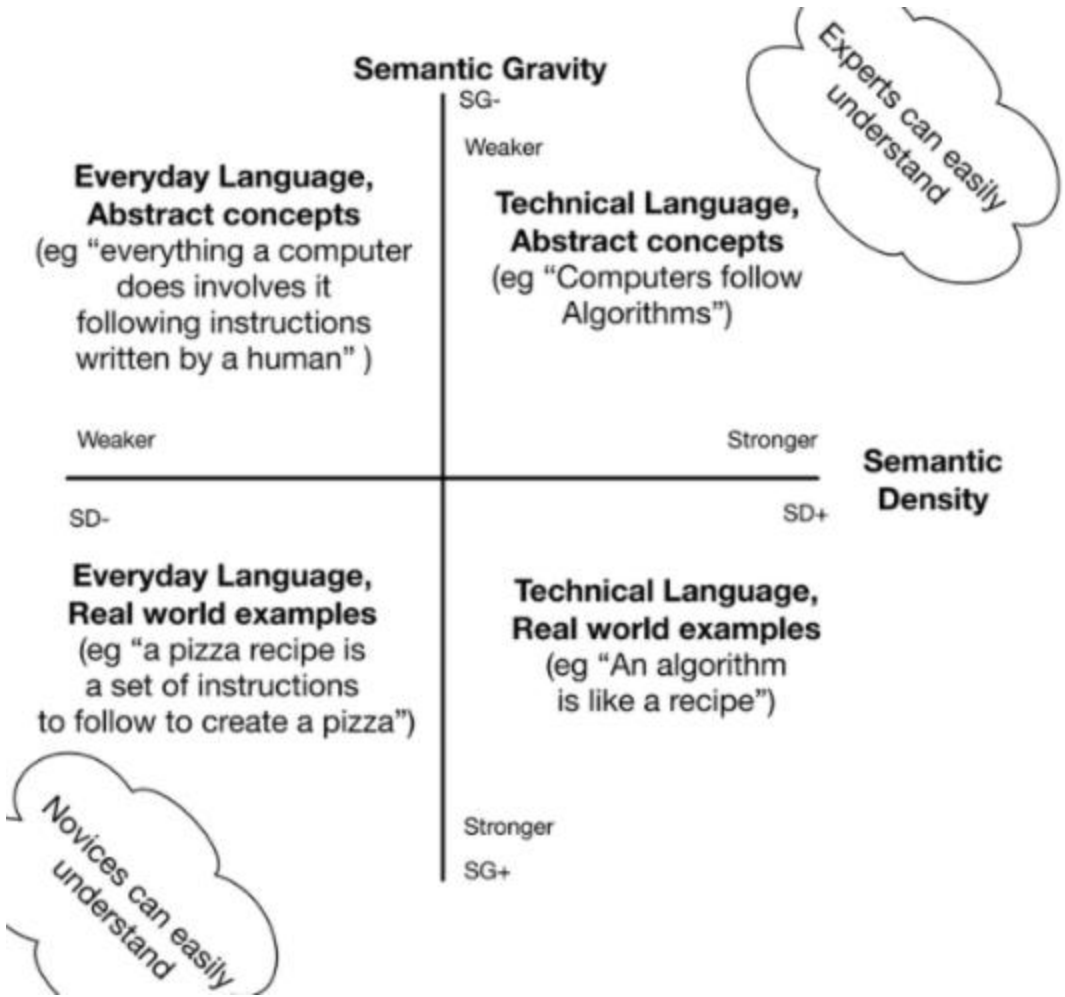 Semantic Gravity
SG-
Weaker
Experts can easily
understand
Everyday Language,
Abstract concepts
(eg “everything a computer
does involves it
following instructions
written by a human” )
Technical Language,
Abstract concepts
(eg “Computers follow
Algorithms”)
Weaker
Stronger
Semantic
Density
SD-
SD+
Everyday Language,
Real world examples
(eg “a pizza recipe is
a set of instructions
to follow to create a pizza”)
Technical Language,
Real world examples
(eg “An algorithm
is like a recipe”)
Stronger
SG+
Novices can easily
understand